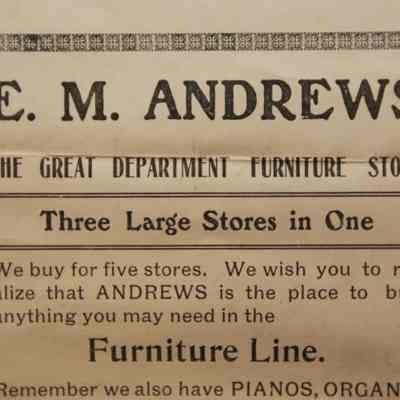 E. M. ANDREWS
THE GREAT DEPARTMENT FURNITURE STO
Three Large Stores in One
We buy for five stores. We wish you to r
alize that ANDREWS is the place to b
anything you may need in the
Furniture Line.
Remember we also have PIANOS, ORGAN